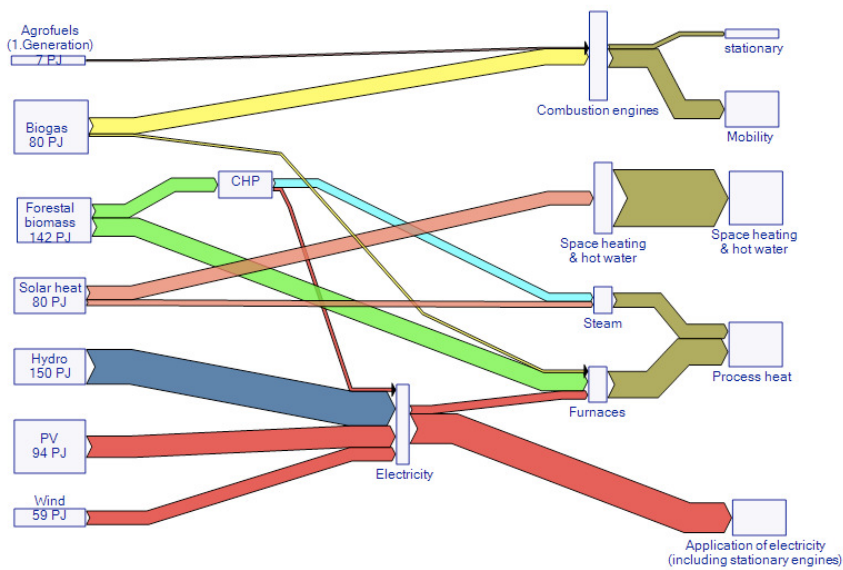 Agrofuels
(1.Generation)
7 PJ
Biogas
80 PJ
Forestal
biomass
142 PJ
Solar heat
80 PJ
Hydro
150 PJ
PV
94 PJ
Wind
59 PJ
CHP
Electricity
Combustion engines
Space heating
& hot water
Steam
Furnaces
stationary
Mobility
Space heating
& hot water
Process heat
Application of electricity
(including stationary engines)